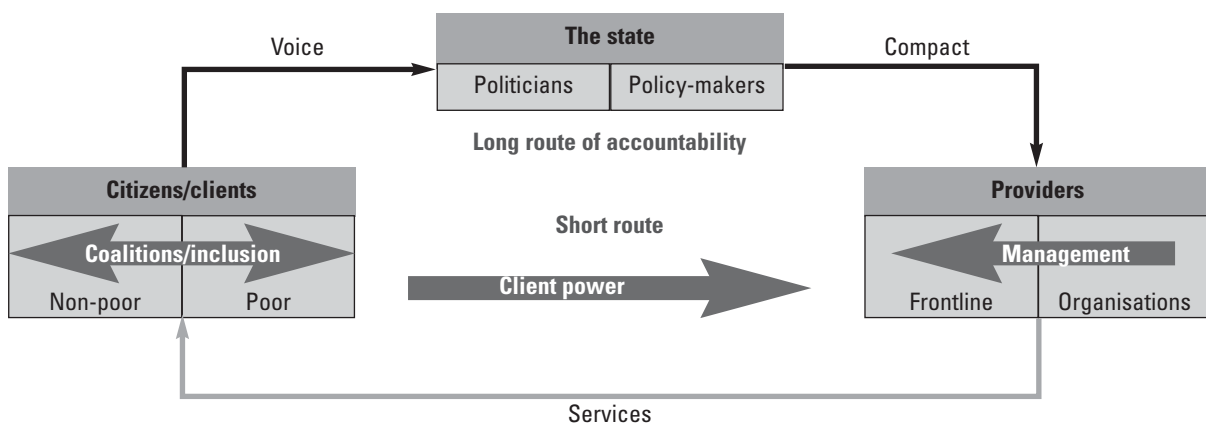 The state
Voice
Compact
Politicians
Policy-makers
Long route of accountability
Citizens/clients
Providers
Short route
Coalitions/inclusion
Management
Client power
Non-poor
Poor
Frontline
Organisations
Services